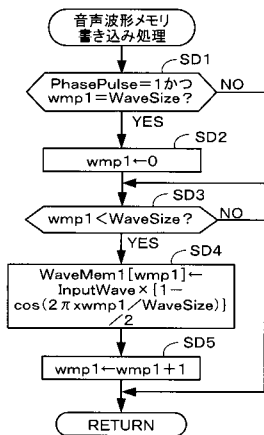 音声波形メモリ
書き込み処理
SD1
PhasePulse=1かつ
wmp1=WaveSize?
NO
YES
SD2
wmp1←0
SD3
wmp1<WaveSize?
NO
YES
SD4
WaveMem1[wmp1]←
InputWave×{1-
cos(2π×wmp1/WaveSize)}
/2
SD5
wmp1←wmp1+1
RETURN